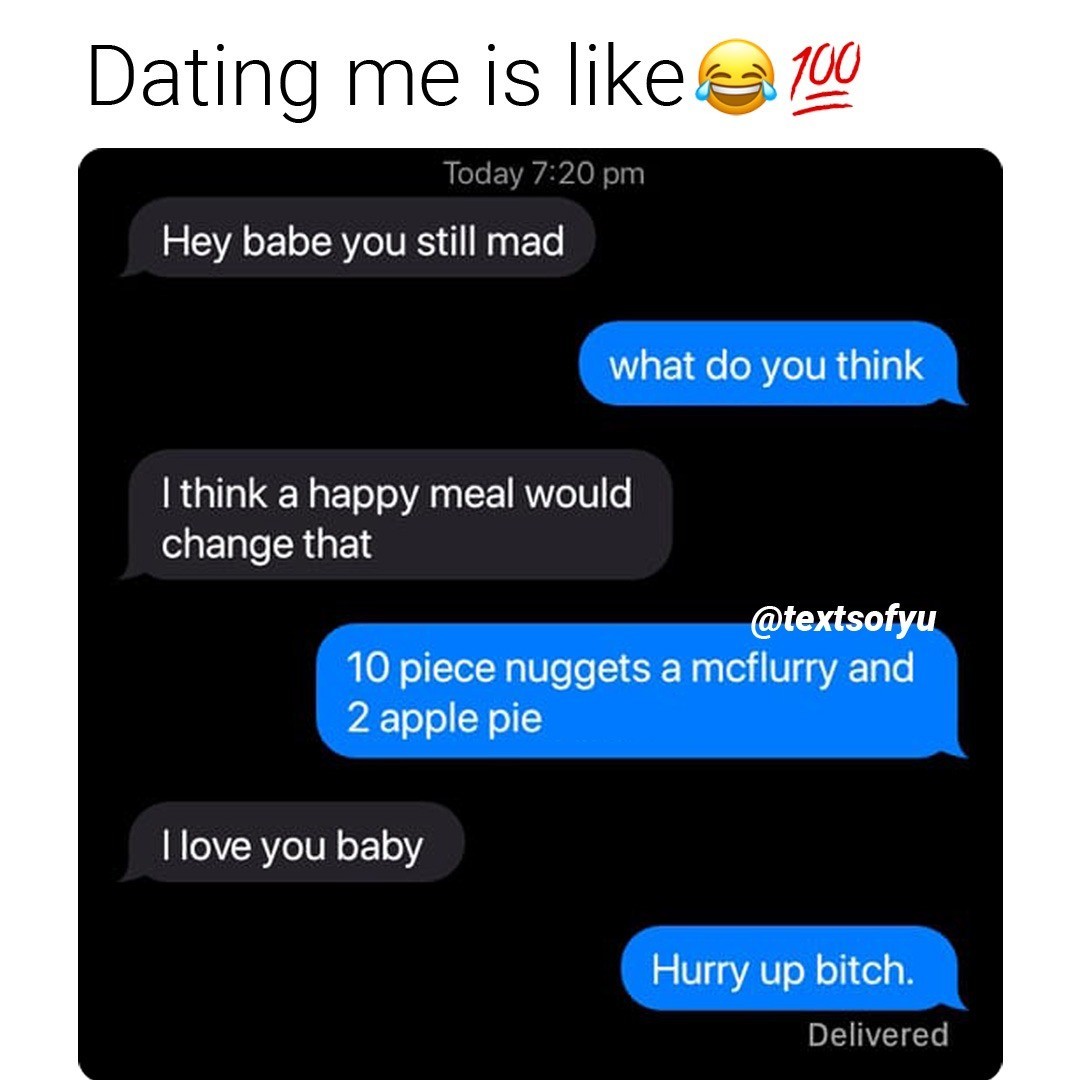 Dating me is like😂💯
Today 7:20 pm
Hey babe you still mad
what do you think
I think a happy meal would
change that
@textsofyu
10 piece nuggets a mcflurry and
2 apple pie
I love you baby
Hurry up bitch.
Delivered